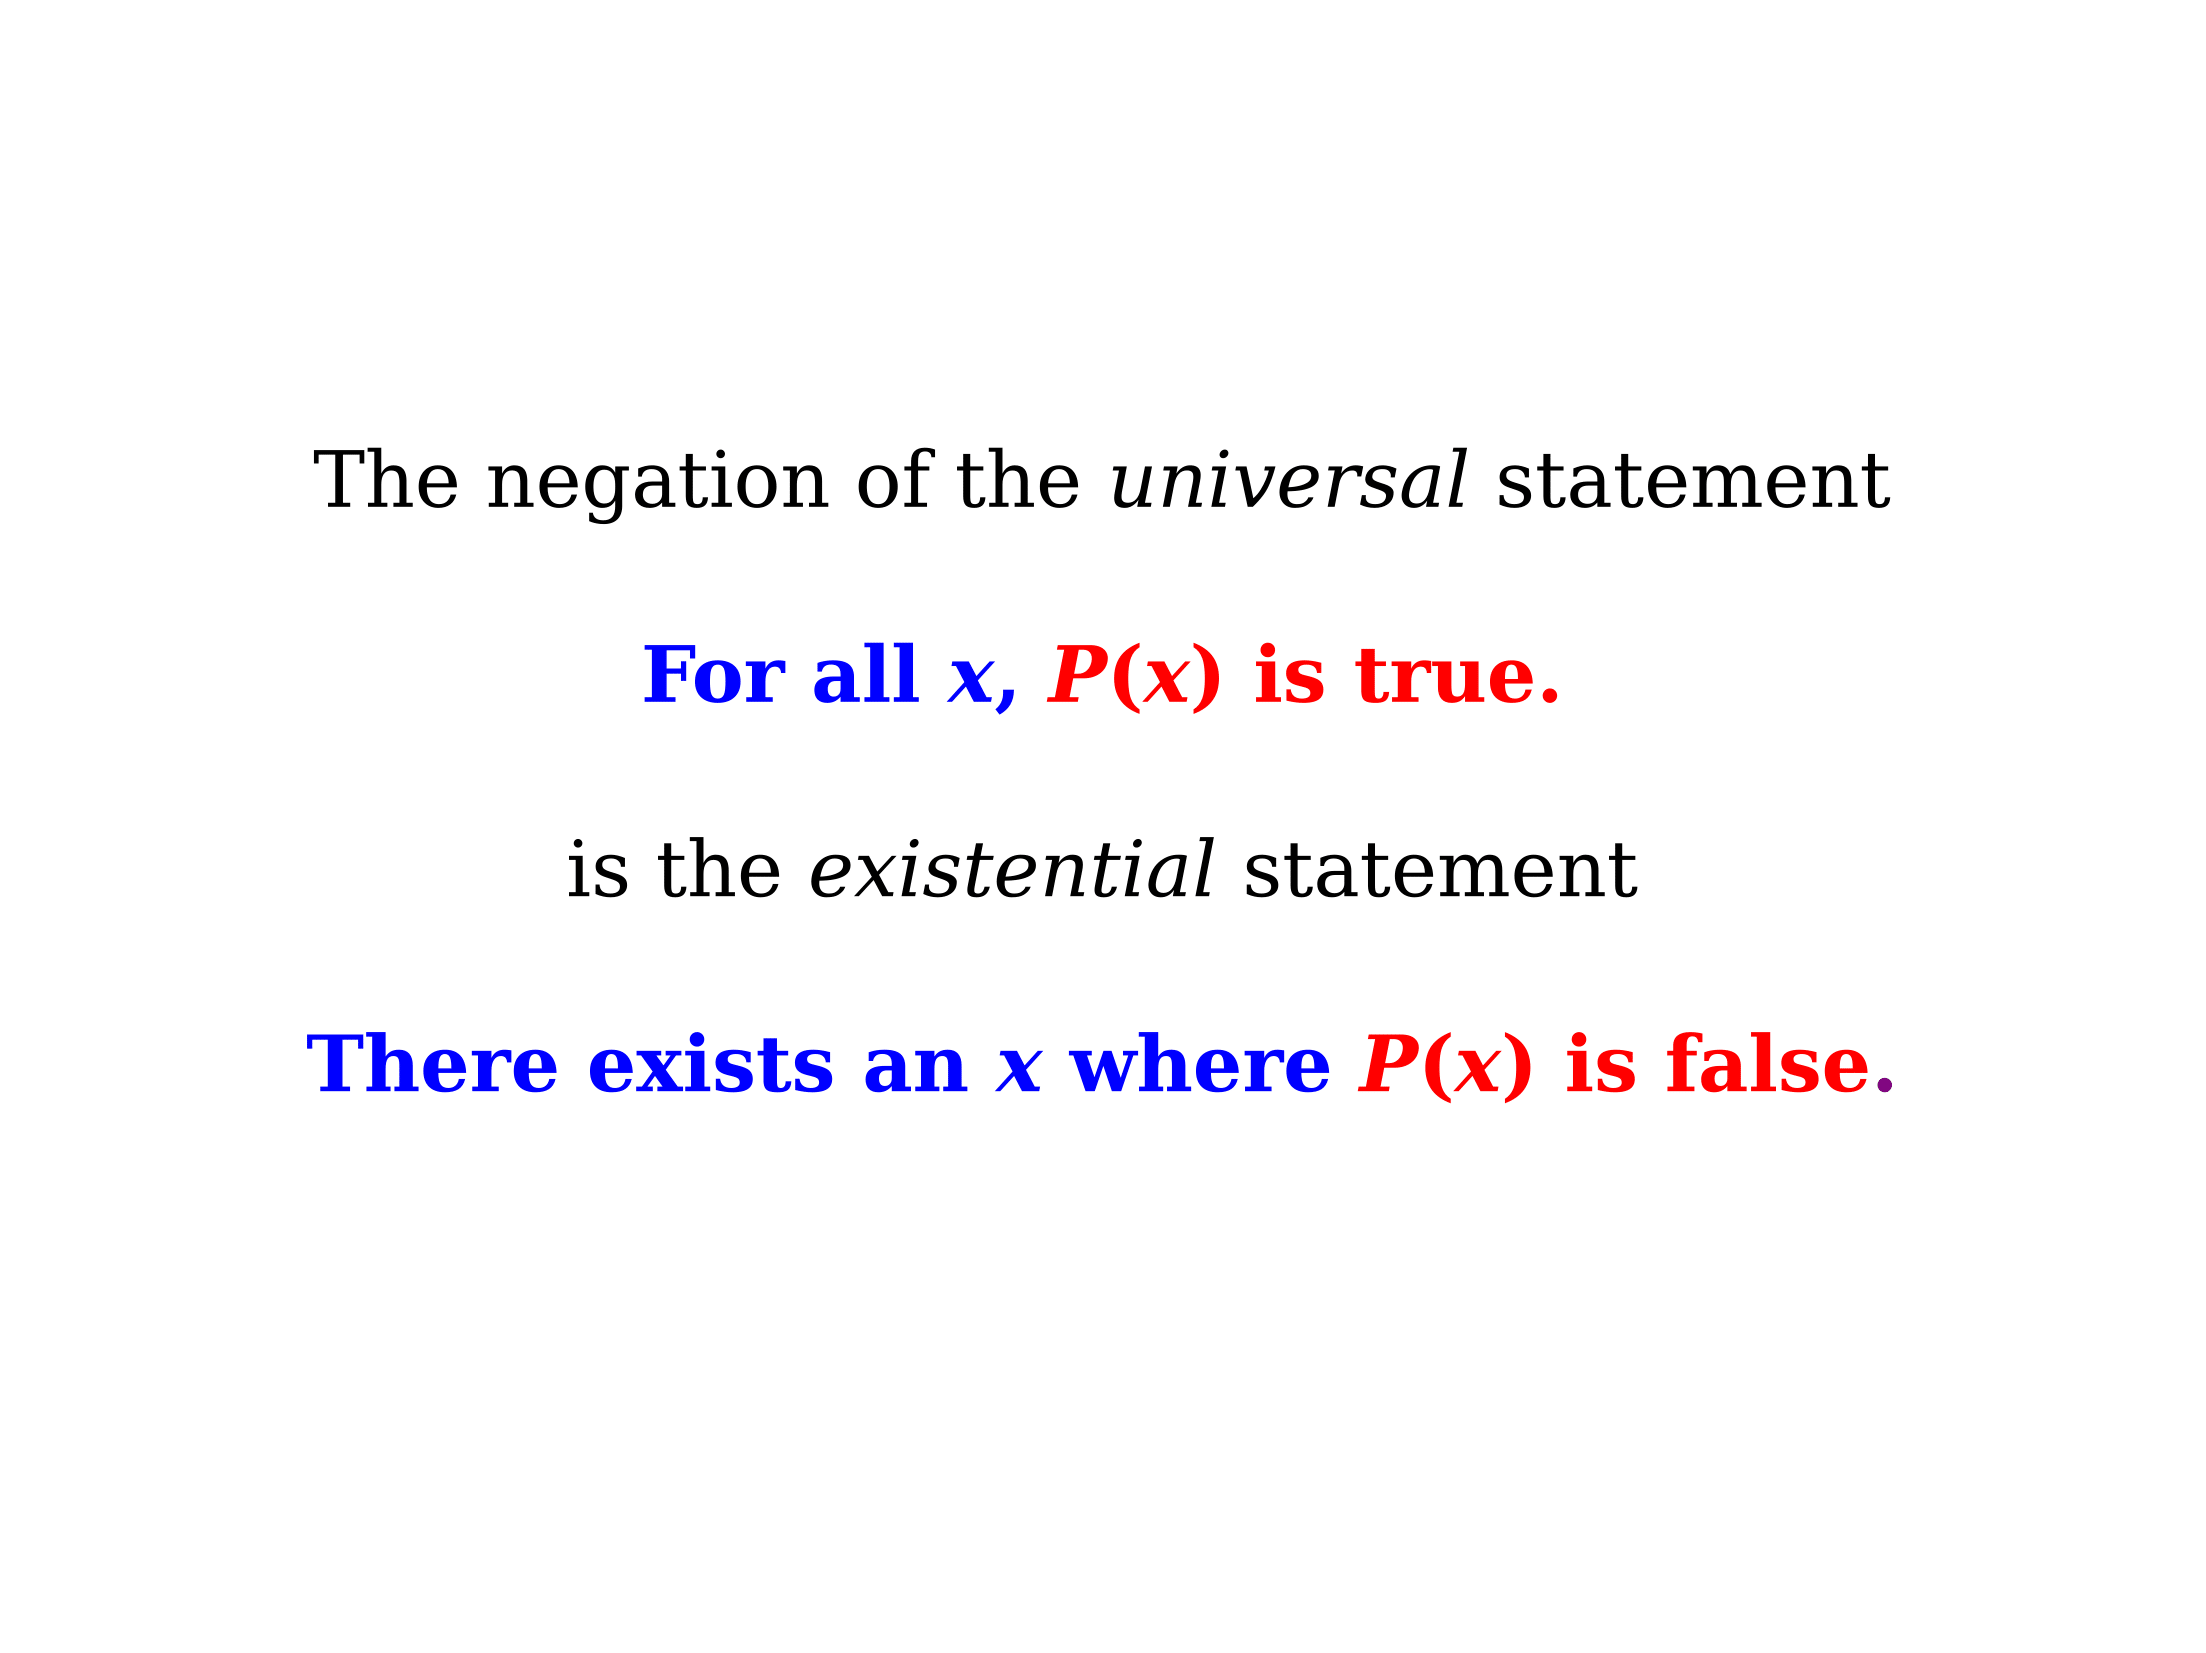 The negation of the universal statement
For all x, P(x) is true.
is the existential statement
There exists an x where P(x) is false.